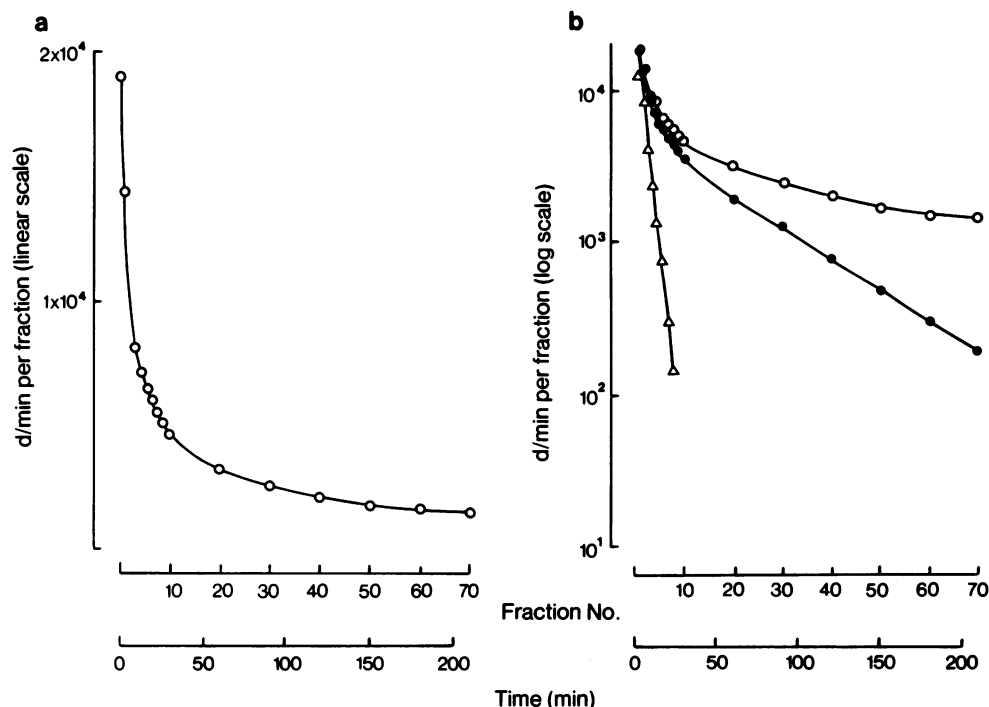 a
d/min per fraction (linear scale)
2x10⁴
1x10⁴
10 20 30 40 50 60 70
0 50 100 150 200
b
d/min per fraction (log scale)
10⁴
10³
10²
10¹
10 20 30 40 50 60 70
0 50 100 150 200
Fraction No.
Time (min)